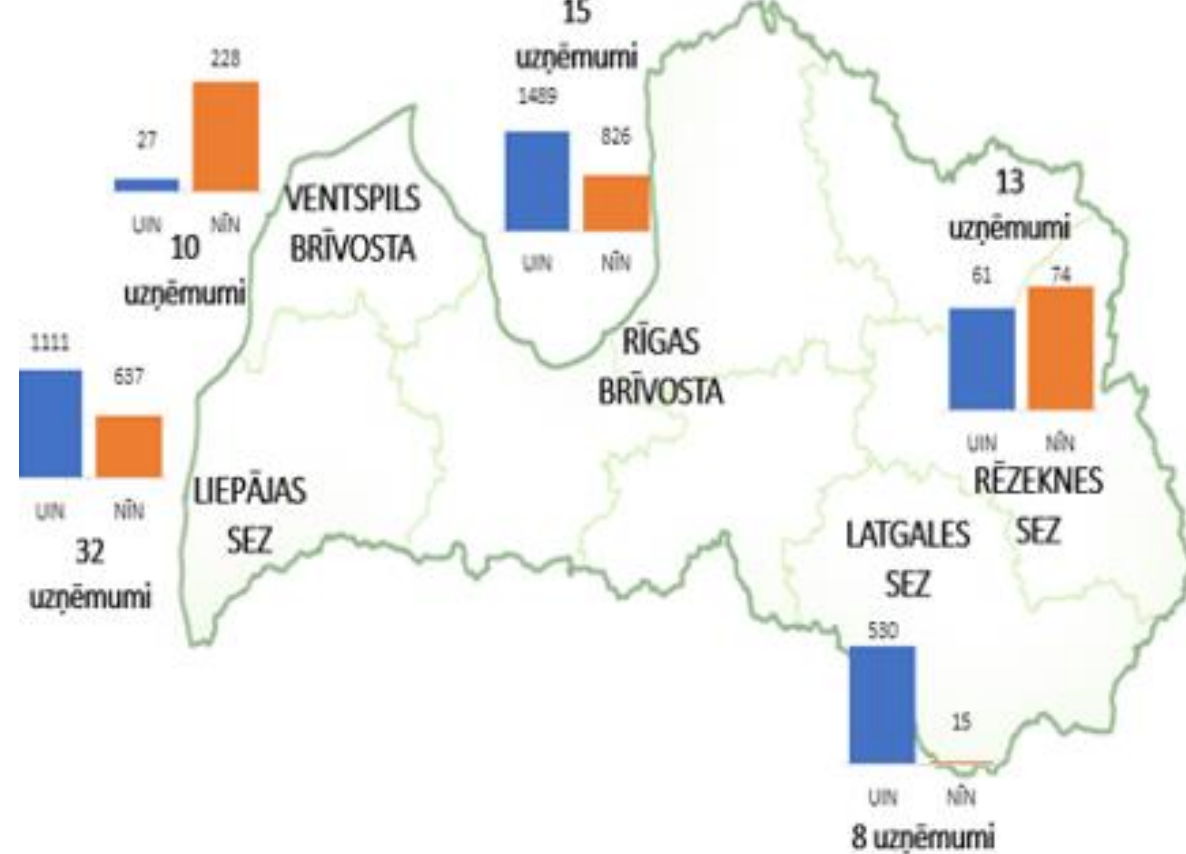 15
uzņēmumi
1489
826
UIN
NĪN
228
27
UIN
NĪN
10
uzņēmumi
VENTSPILS
BRĪVOSTA
13
uzņēmumi
61
74
UIN
NĪN
RĒZEKNES
SEZ
RĪGAS
BRĪVOSTA
1111
637
UIN
NĪN
32
uzņēmumi
LIEPĀJAS
SEZ
LATGALES
SEZ
530
15
UIN
NĪN
8 uzņēmumi